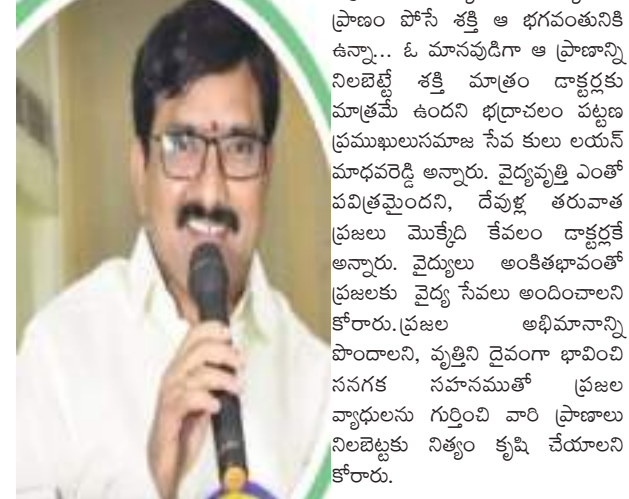 ప్రాణం పోసే శక్తి ఆ భగవంతునికి
ఉన్నా... ఓ మానవుడిగా ఆ ప్రాణాన్ని
నిలబెట్టే శక్తి మాత్రం డాక్టర్లకు
మాత్రమే ఉందని భద్రాచలం పట్టణ
ప్రముఖులుసమాజ సేవ కులు లయన్
మాధవరెడ్డి అన్నారు. వైద్యవృత్తి ఎంతో
పవిత్రమైందని, దేవుళ్ల తరువాత
ప్రజలు మొక్కేది కేవలం డాక్టర్లకే
అన్నారు. వైద్యులు అంకితభావంతో
ప్రజలకు వైద్య సేవలు అందించాలని
కోరారు.ప్రజల అభిమానాన్ని
పొందాలని, వృత్తిని దైవంగా భావించి
సనగక సహనముతో ప్రజల
వ్యాధులను గుర్తించి వారి ప్రాణాలు
నిలబెట్టకు నిత్యం కృషి చేయాలని
కోరారు.